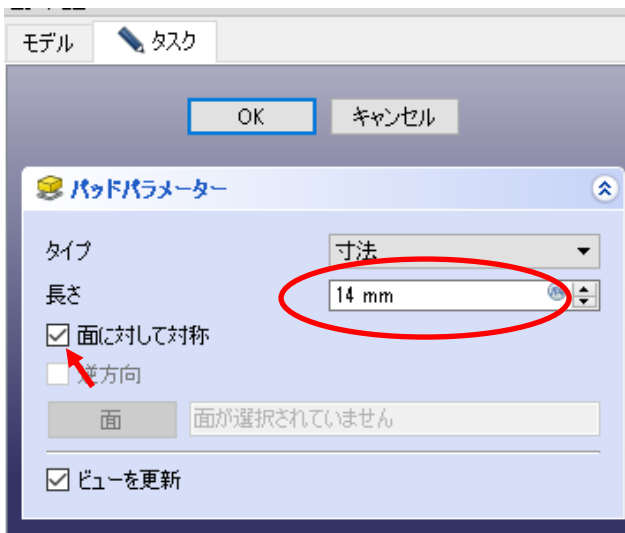 モデル タスク
OK キャンセル
パッドパラメーター
タイプ 寸法
長さ 14 mm
面に対して対称
逆方向
面 面が選択されていません
ビューを更新